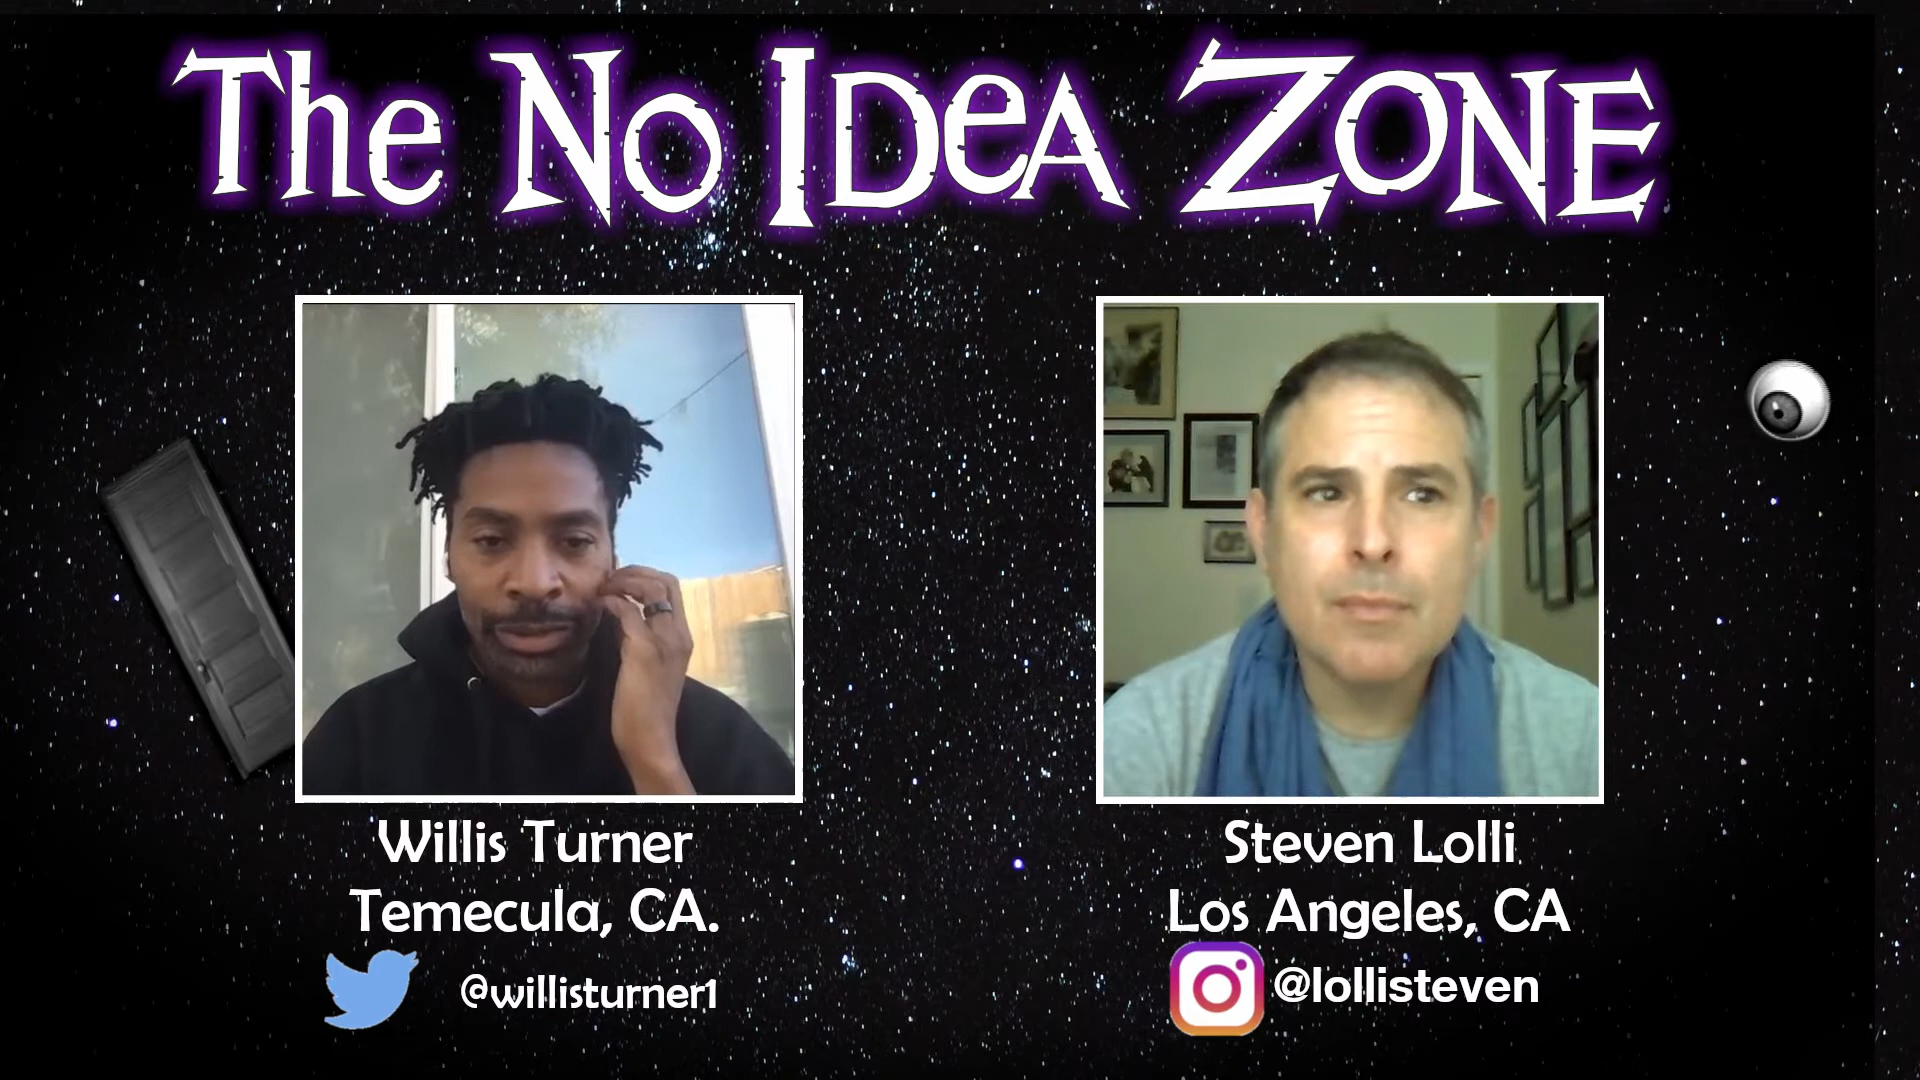 The No Idea Zone
Willis Turner
Temecula, CA.
@willisturner1
Steven Lolli
Los Angeles, CA
@lollisteven